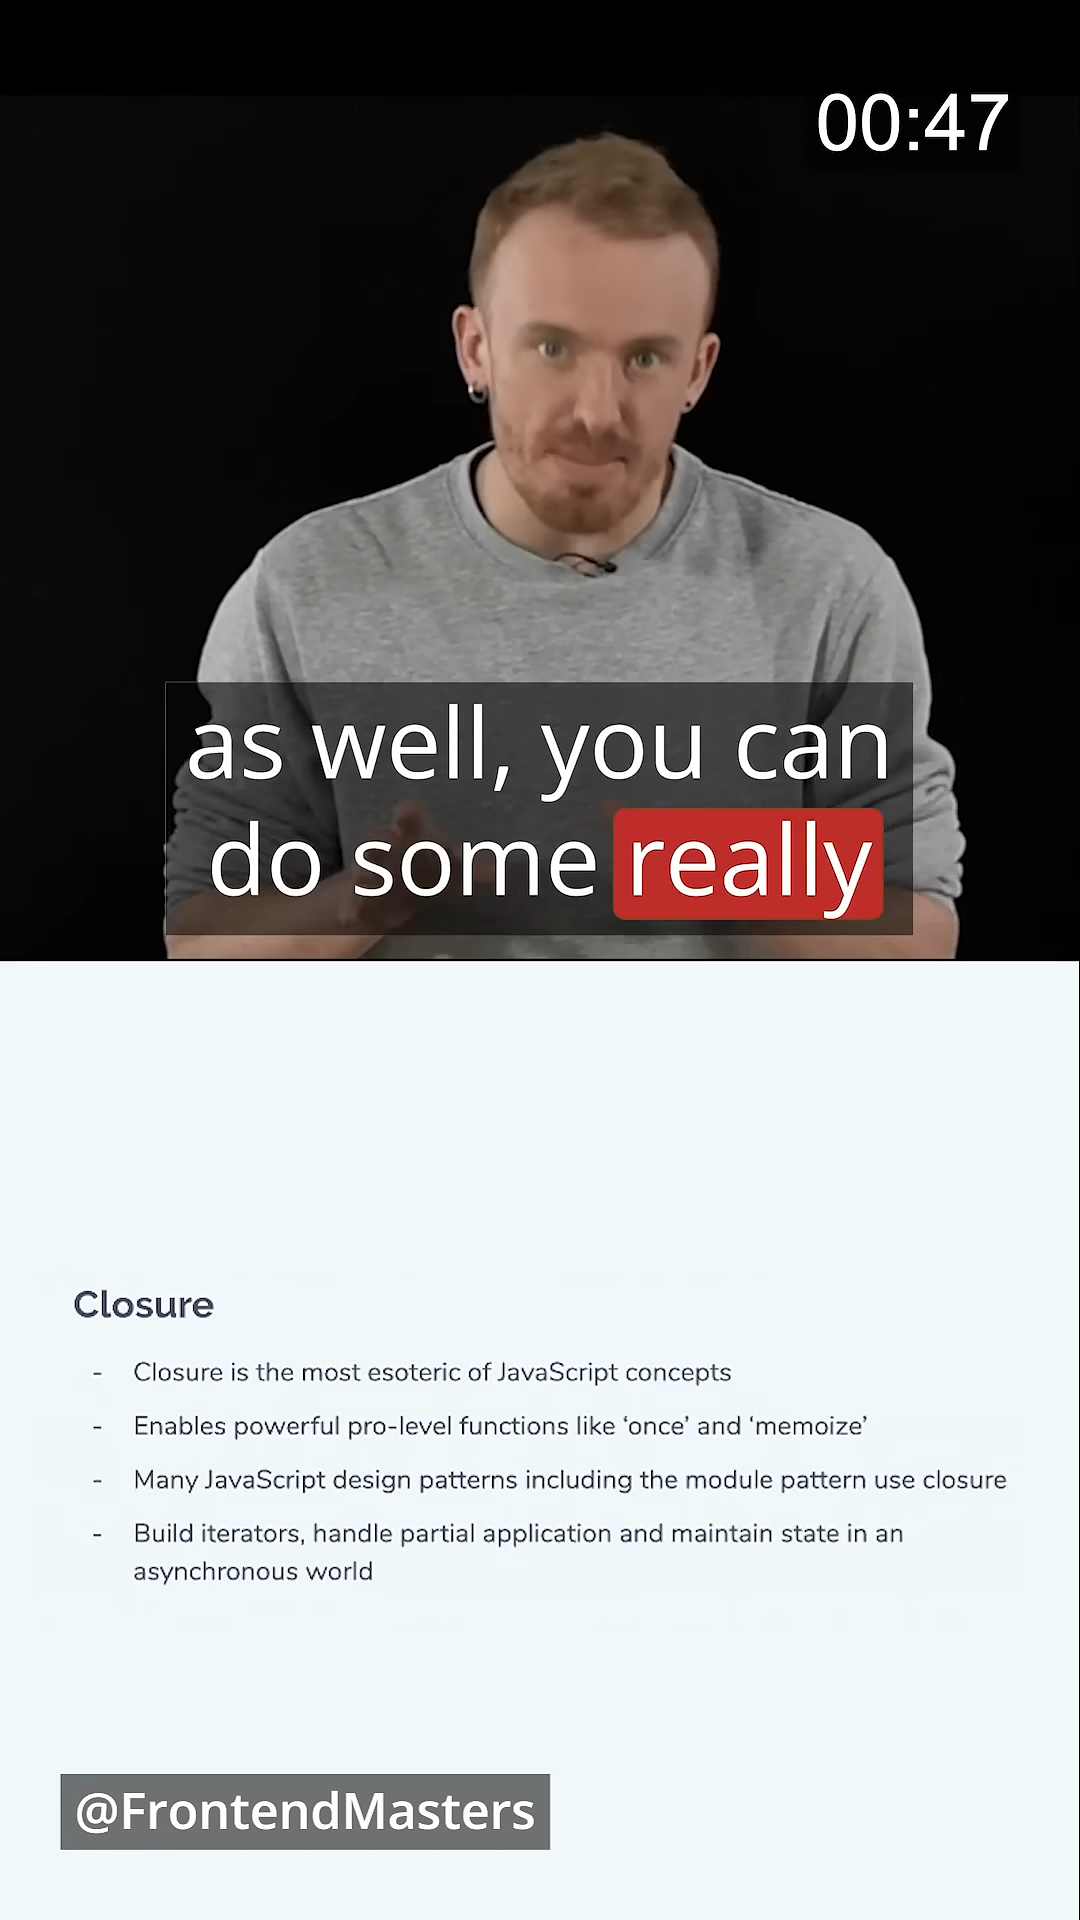 00:47
as well, you can
do some really
Closure
- Closure is the most esoteric of JavaScript concepts
- Enables powerful pro-level functions like ‘once’ and ‘memoize’
- Many JavaScript design patterns including the module pattern use closure
- Build iterators, handle partial application and maintain state in an
asynchronous world
@FrontendMasters